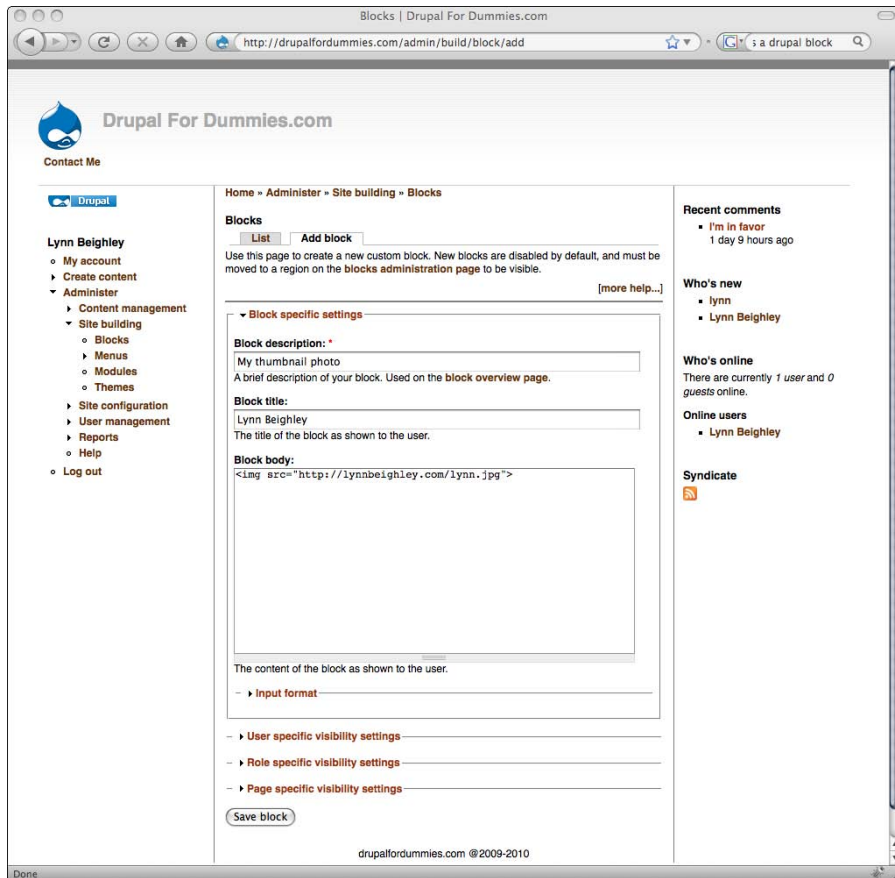 Blocks | Drupal For Dummies.com
http://drupalfordummies.com/admin/build/block/add
s a drupal block
Drupal For Dummies.com
Contact Me
Drupal
Lynn Beighley
My account
Create content
Administer
Content management
Site building
Blocks
Menus
Modules
Themes
Site configuration
User management
Reports
Help
Log out
Home » Administer » Site building » Blocks
Blocks
List
Add block
Use this page to create a new custom block. New blocks are disabled by default, and must be
moved to a region on the blocks administration page to be visible.
[more help...]
Block specific settings
Block description: *
My thumbnail photo
A brief description of your block. Used on the block overview page.
Block title:
Lynn Beighley
The title of the block as shown to the user.
Block body:
<img src="http://lynnbeighley.com/lynn.jpg">
The content of the block as shown to the user.
Input format
User specific visibility settings
Role specific visibility settings
Page specific visibility settings
Save block
drupalfordummies.com @2009-2010
Recent comments
I'm in favor
1 day 9 hours ago
Who's new
lynn
Lynn Beighley
Who's online
There are currently 1 user and 0
guests online.
Online users
Lynn Beighley
Syndicate
Done